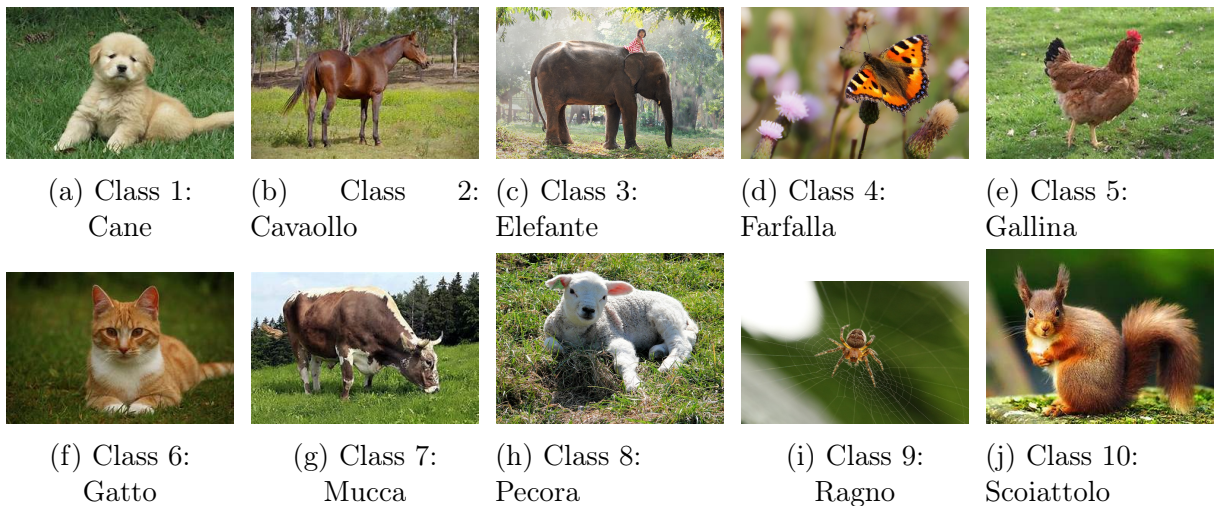 (a) Class 1:
Cane
(b) Class 2:
Cavaollo
(c) Class 3:
Elefante
(d) Class 4:
Farfalla
(e) Class 5:
Gallina
(f) Class 6:
Gatto
(g) Class 7:
Mucca
(h) Class 8:
Pecora
(i) Class 9:
Ragno
(j) Class 10:
Scoiattolo